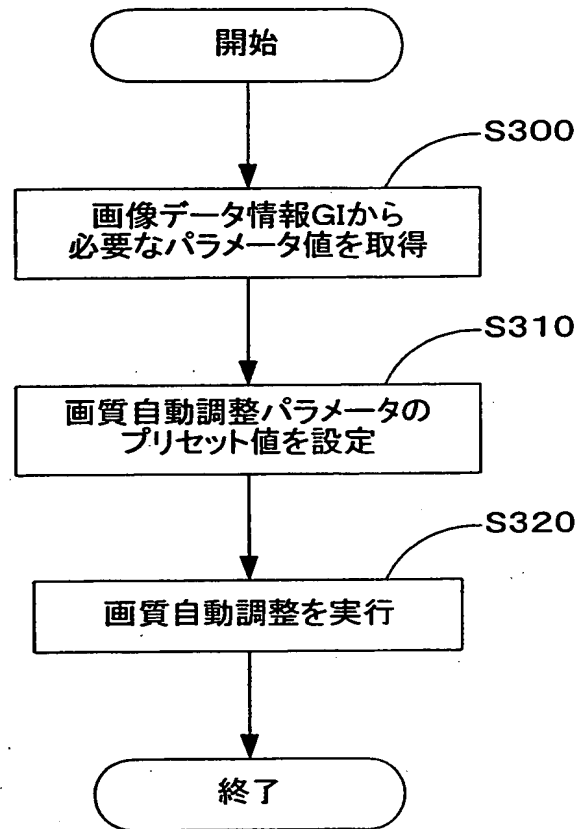 開始
S300
画像データ情報GIから
必要なパラメータ値を取得
S310
画質自動調整パラメータの
プリセット値を設定
S320
画質自動調整を実行
終了